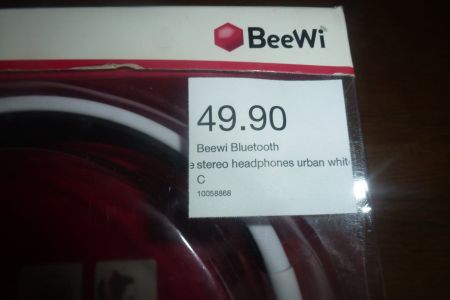 BeeWi
49.90
Beewi Bluetooth
e stereo headphones urban whit
C
10058868